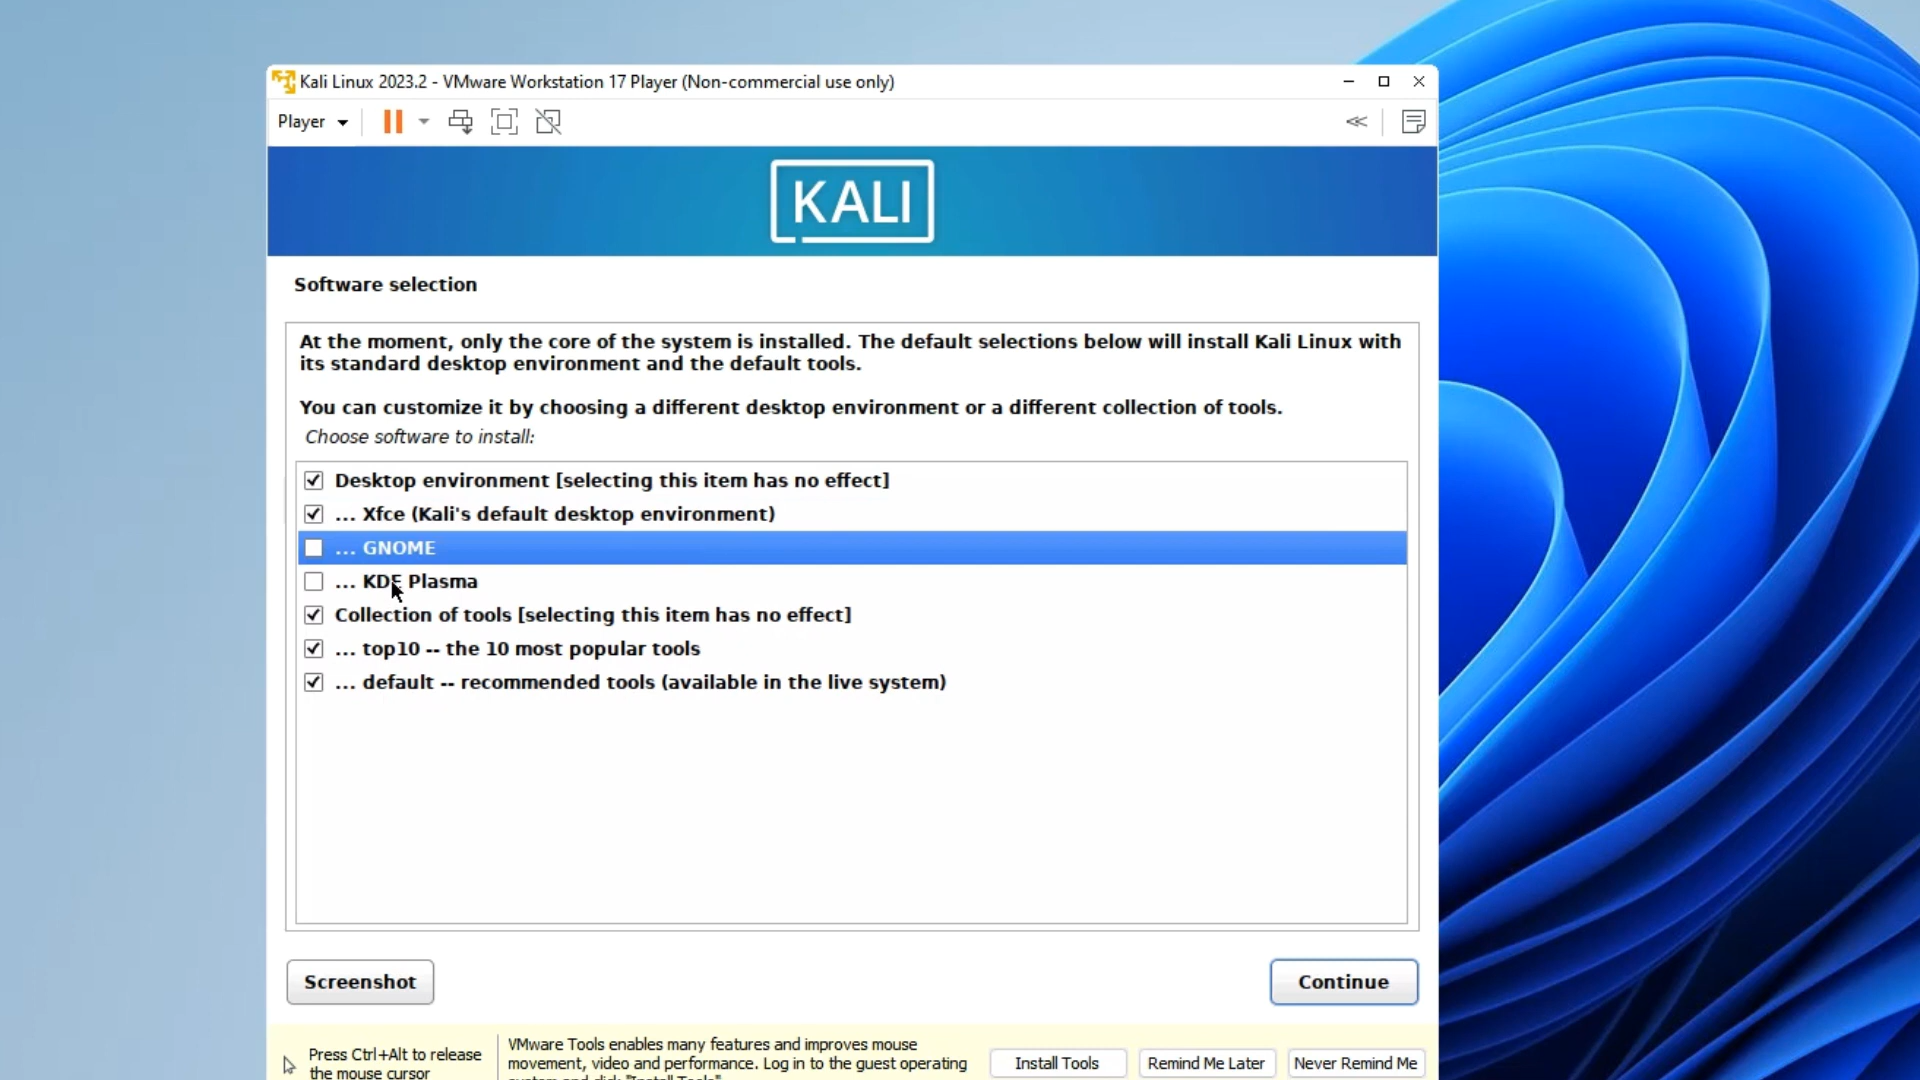 Kali Linux 2023.2 - VMware Workstation 17 Player (Non-commercial use only)
Player
KALI
Software selection
At the moment, only the core of the system is installed. The default selections below will install Kali Linux with
its standard desktop environment and the default tools.
You can customize it by choosing a different desktop environment or a different collection of tools.
Choose software to install:
Desktop environment [selecting this item has no effect]
... Xfce (Kali's default desktop environment)
... GNOME
... KDE Plasma
Collection of tools [selecting this item has no effect]
... top10 -- the 10 most popular tools
... default -- recommended tools (available in the live system)
Screenshot
Continue
Press Ctrl+Alt to release
the mouse cursor
VMware Tools enables many features and improves mouse
movement, video and performance. Log in to the guest operating
system and click "Install Tools".
Install Tools
Remind Me Later
Never Remind Me